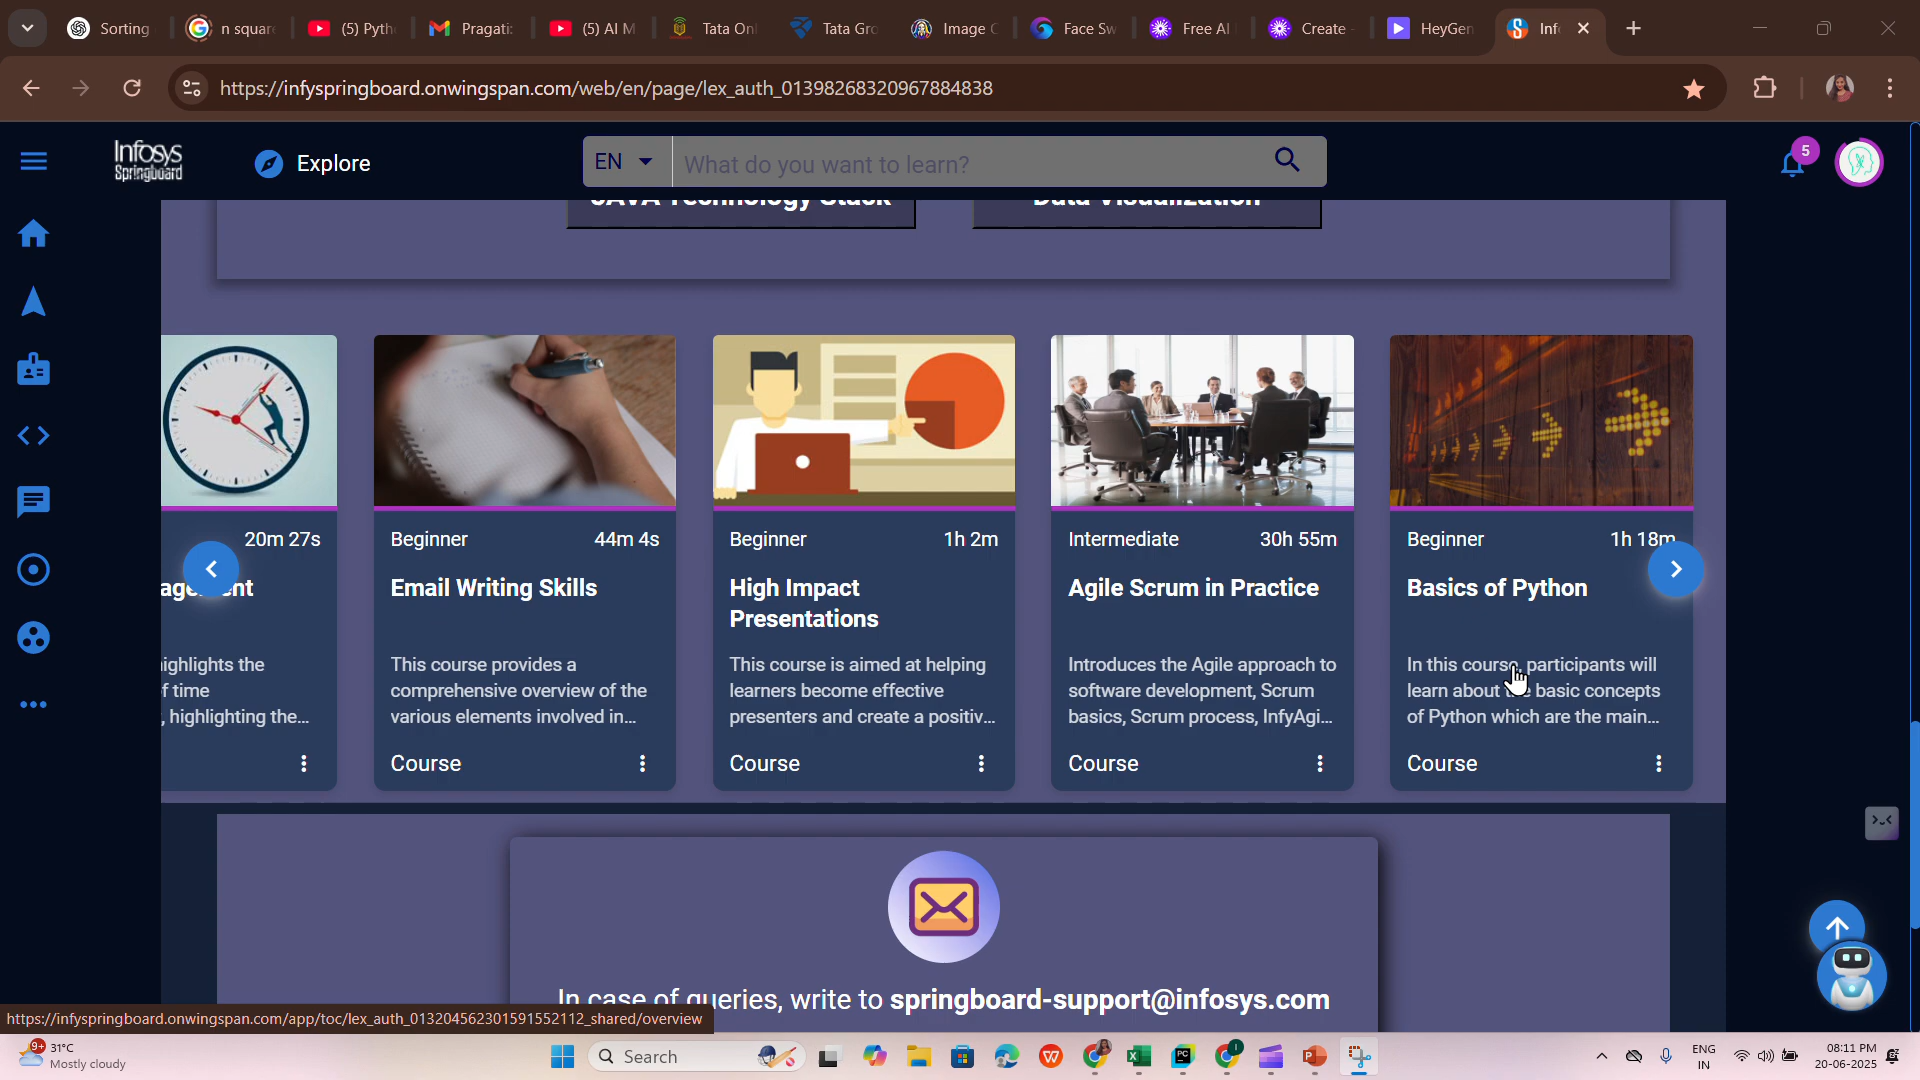 Sorting
n squar
(5) Pyth
Pragati:
(5) AI M
Tata Onl
Tata Gro
Image C
Face Sw
Free AI
Create -
HeyGen
Inf
https://infyspringboard.onwingspan.com/web/en/page/lex_auth_01398268320967884838
Infosys
Springboard
Explore
EN
What do you want to learn?
5
JAVA Technology Stack
Data Visualization
20m 27s
Beginner
44m 4s
Beginner
1h 2m
Intermediate
30h 55m
Beginner
1h 18m
Email Writing Skills
High Impact
Presentations
Agile Scrum in Practice
Basics of Python
ighlights the
f time
, highlighting the...
This course provides a
comprehensive overview of the
various elements involved in...
This course is aimed at helping
learners become effective
presenters and create a positiv...
Introduces the Agile approach to
software development, Scrum
basics, Scrum process, InfyAgi...
In this course, participants will
learn about the basic concepts
of Python which are the main...
Course
Course
Course
Course
In case of queries, write to springboard-support@infosys.com
https://infyspringboard.onwingspan.com/app/toc/lex_auth_013204562301591552112_shared/overview
9+
31°C
Mostly cloudy
Search
ENG
IN
08:11 PM
20-06-2025